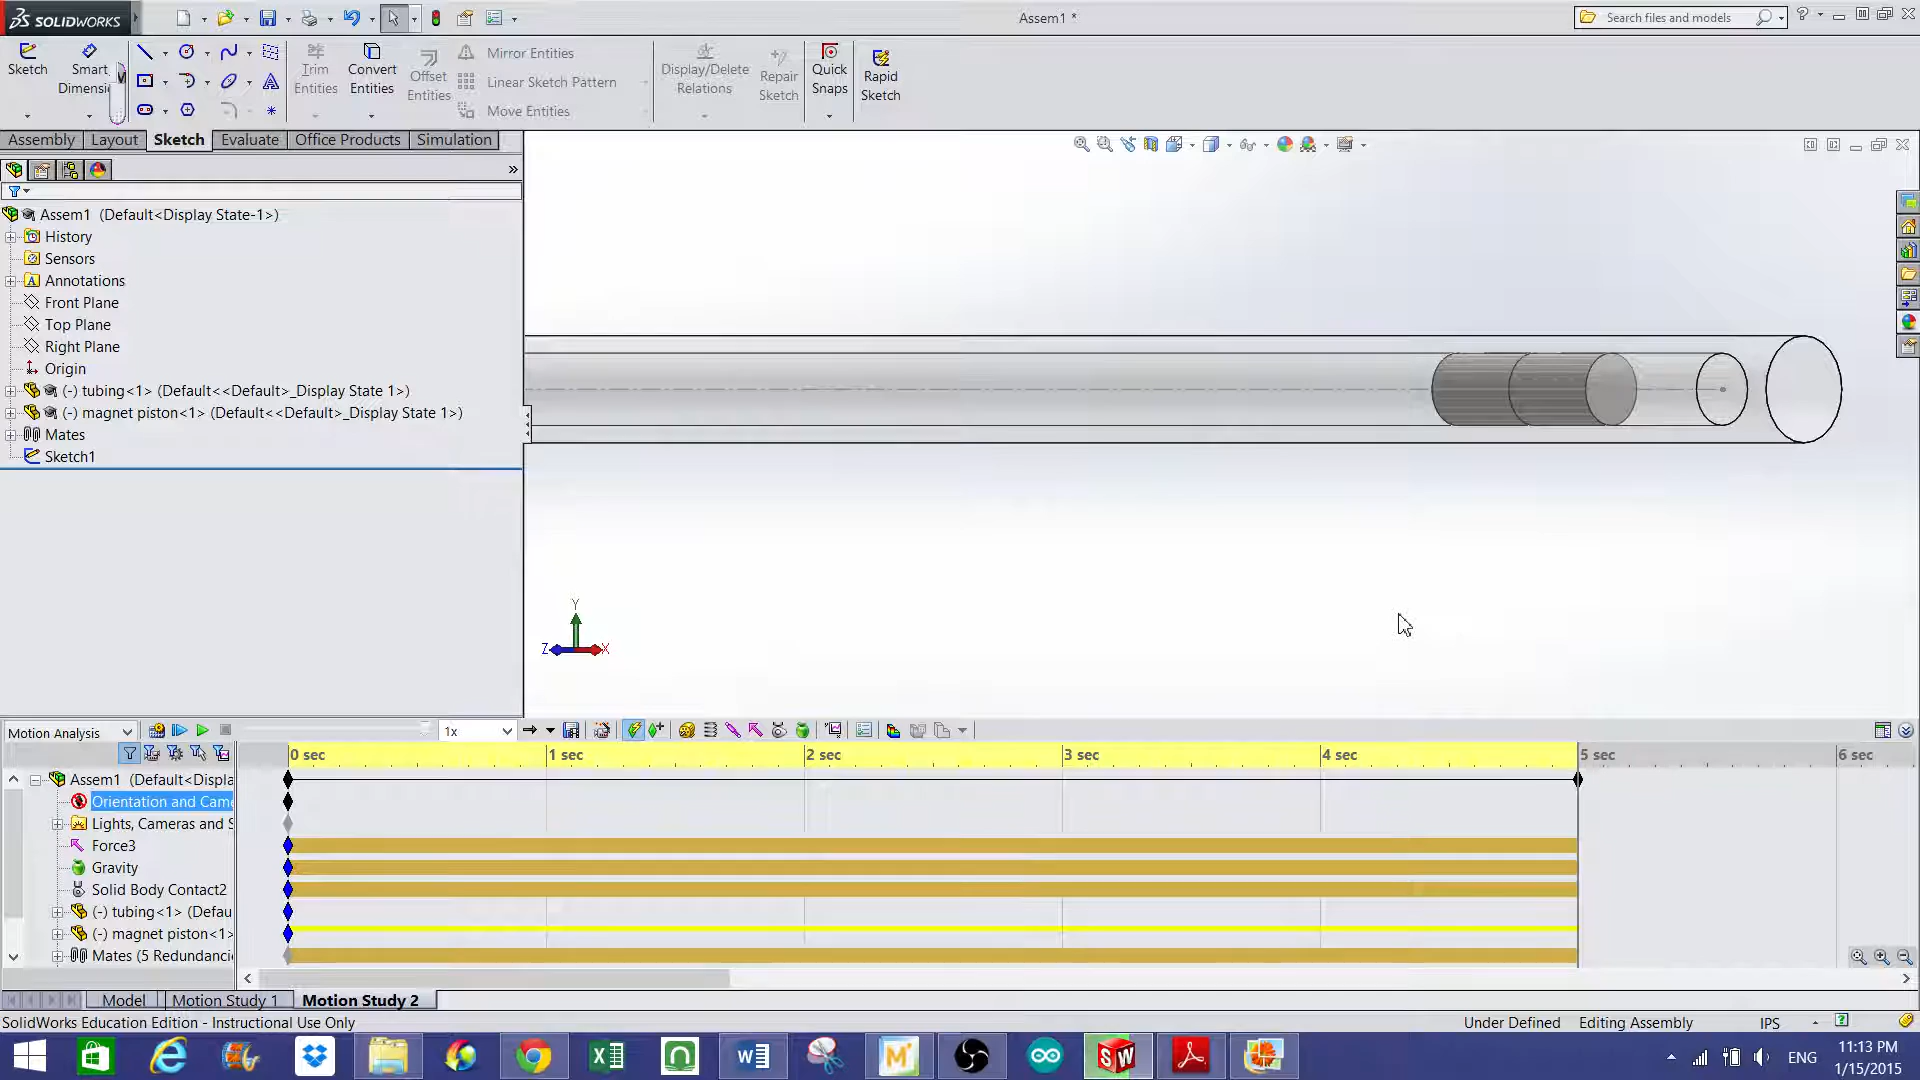 SOLIDWORKS
Assem1 *
Search files and models
Sketch
Smart
Dimensi
Trim
Entities
Convert
Entities
Offset
Entities
Mirror Entities
Linear Sketch Pattern
Move Entities
Display/Delete
Relations
Repair
Sketch
Quick
Snaps
Rapid
Sketch
Assembly
Layout
Sketch
Evaluate
Office Products
Simulation
Assem1 (Default<Display State-1>)
History
Sensors
Annotations
Front Plane
Top Plane
Right Plane
Origin
(-) tubing<1> (Default<<Default>_Display State 1>)
(-) magnet piston<1> (Default<<Default>_Display State 1>)
Mates
Sketch1
Y
Z
X
Motion Analysis
1x
0 sec
1 sec
2 sec
3 sec
4 sec
5 sec
6 sec
Assem1 (Default<Displa
Orientation and Came
Lights, Cameras and S
Force3
Gravity
Solid Body Contact2
(-) tubing<1> (Defau
(-) magnet piston<1>
Mates (5 Redundanci
Model
Motion Study 1
Motion Study 2
SolidWorks Education Edition - Instructional Use Only
Under Defined
Editing Assembly
IPS
ENG
11:13 PM
1/15/2015